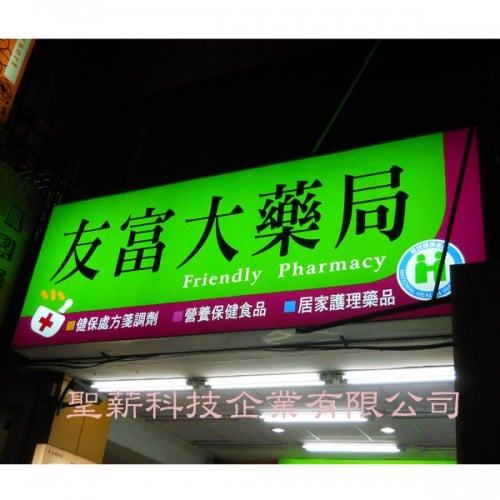 友富大藥局
Friendly Pharmacy
健保處方箋調劑 營養保健食品 居家護理藥品
聖薪科技企業有限公司